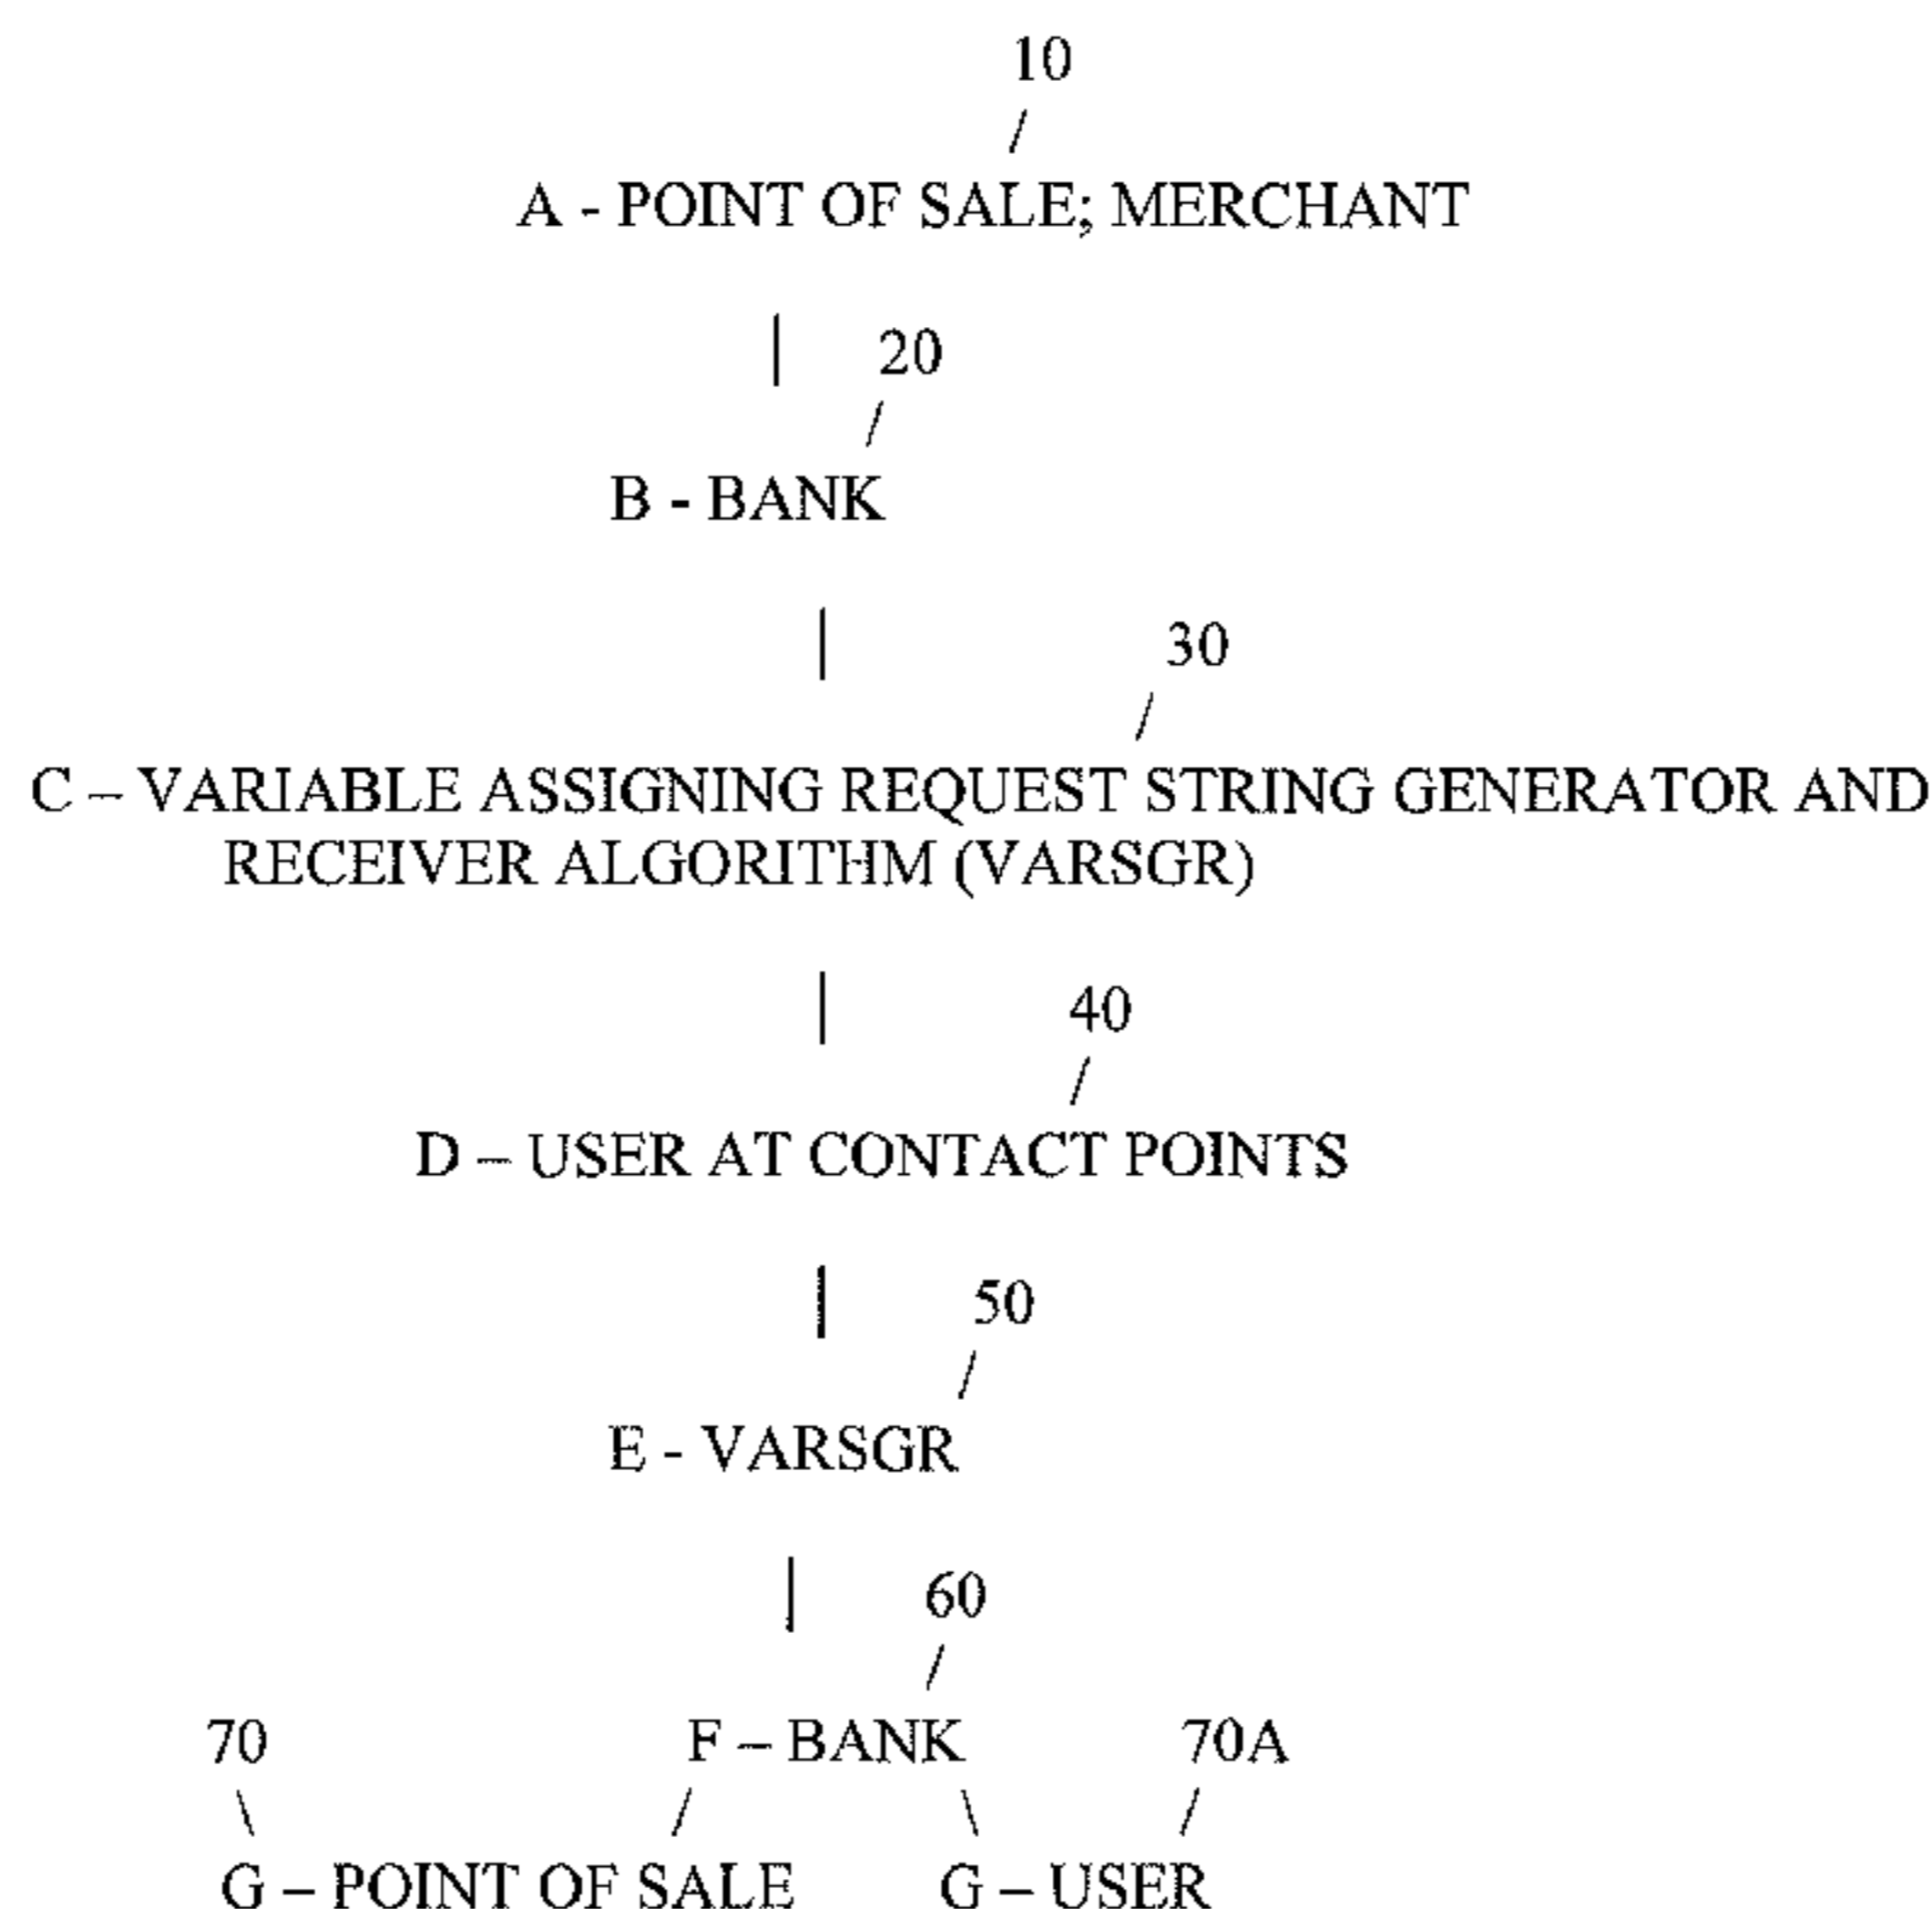 10
A - POINT OF SALE; MERCHANT
20
B - BANK
30
C – VARIABLE ASSIGNING REQUEST STRING GENERATOR AND
RECEIVER ALGORITHM (VARSGR)
40
D – USER AT CONTACT POINTS
50
E - VARSGR
60
70 F – BANK 70A
G – POINT OF SALE G – USER